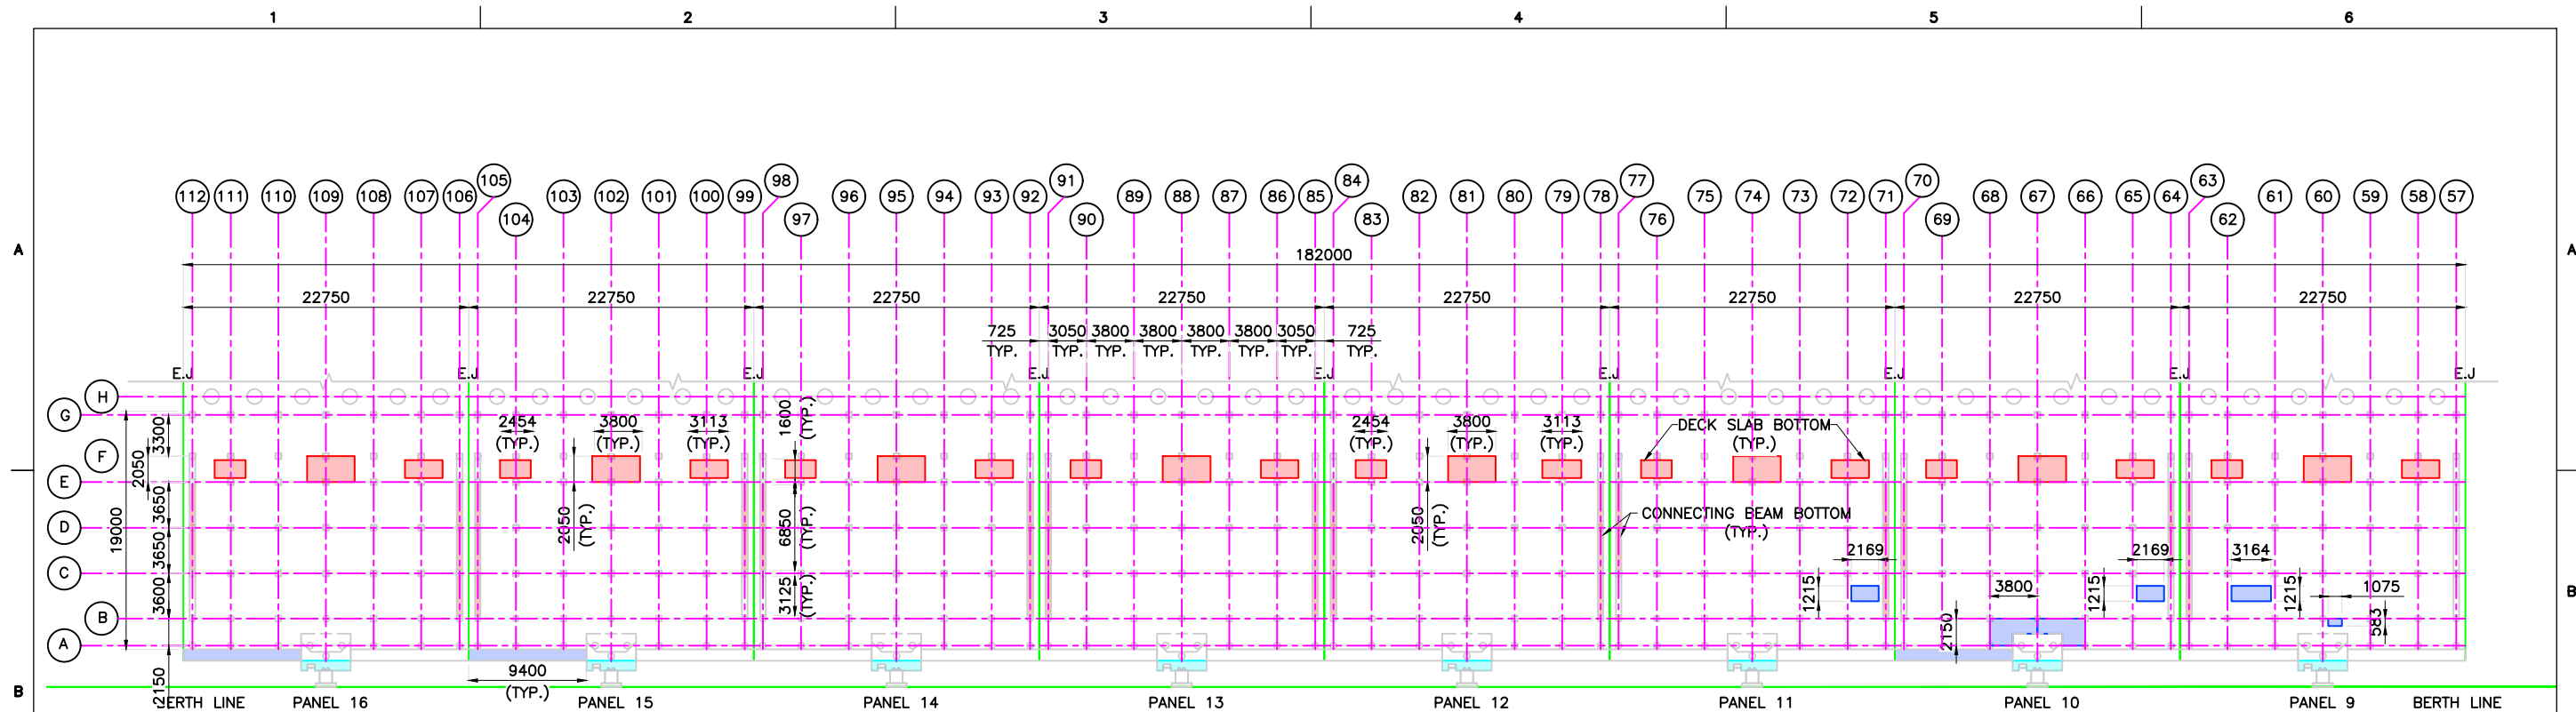 1 2 3 4 5 6
105 98 91 84 77 70 63
112 111 110 109 108 107 106 103 102 101 100 99 96 95 94 93 92 89 88 87 86 85 82 81 80 79 78 75 74 73 72 71 68 67 66 65 64 61 60 59 58 57
104 97 90 83 76 69 62
A A
182000
22750 22750 22750 22750 22750 22750 22750 22750
725 3050 3800 3800 3800 3800 3050 725
TYP. TYP. TYP. TYP. TYP. TYP. TYP. TYP.
E.J E.J E.J E.J E.J E.J E.J E.J E.J
H
G
3300
2454 3800 3113 1600 2454 3800 3113
(TYP.) (TYP.) (TYP.) (TYP.) (TYP.) (TYP.) (TYP.)
DECK SLAB BOTTOM
(TYP.)
F
2050
E
3650
19000
2050
(TYP.)
6850
(TYP.)
2050
(TYP.)
CONNECTING BEAM BOTTOM
(TYP.)
D
3650
2169 2169 3164
C
3600
3125
(TYP.)
1215 3800 1215 1215 1075
B B
B
2150 583
A
9400
(TYP.)
2150
B
BERTH LINE PANEL 16 PANEL 15 PANEL 14 PANEL 13 PANEL 12 PANEL 11 PANEL 10 PANEL 9 BERTH LINE